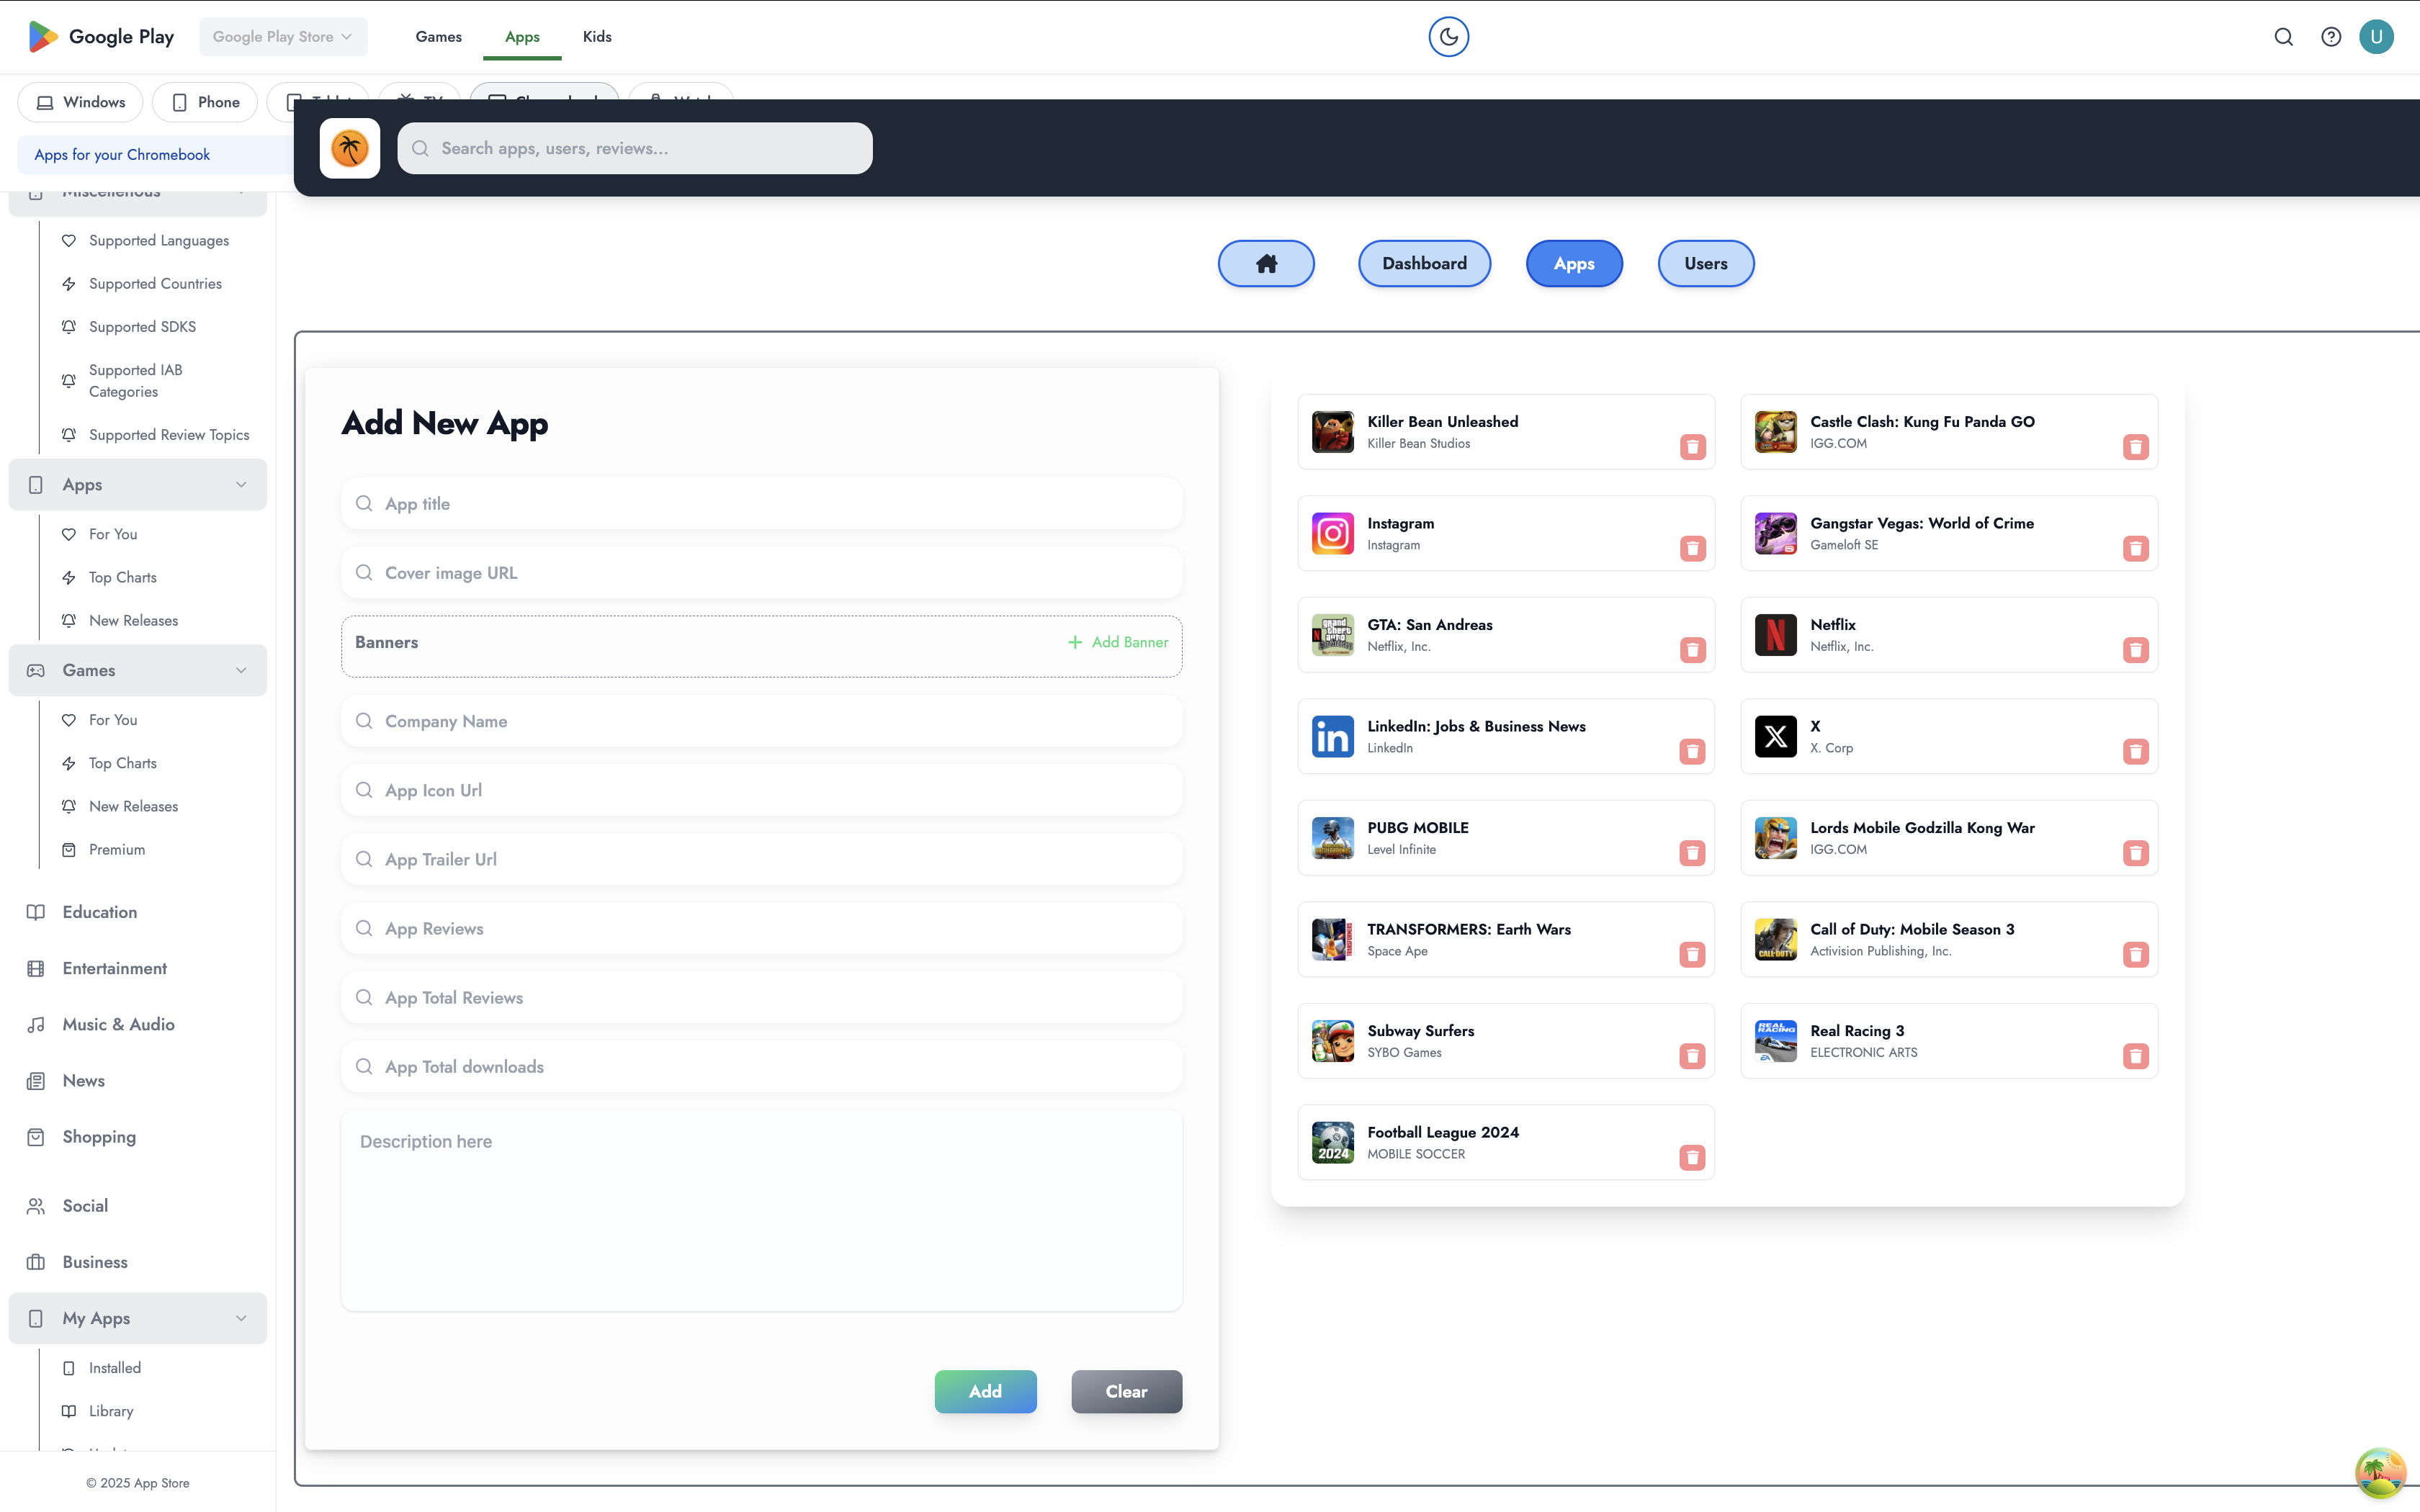 Google Play
Google Play Store
Games
Apps
Kids
U
Windows
Phone
Tablet
TV
Chromebook
Watch
Apps for your Chromebook
Search apps, users, reviews...
Miscellenous
Supported Languages
Supported Countries
Supported SDKS
Supported IAB
Categories
Supported Review Topics
Apps
For You
Top Charts
New Releases
Games
For You
Top Charts
New Releases
Premium
Education
Entertainment
Music & Audio
News
Shopping
Social
Business
My Apps
Installed
Library
© 2025 App Store
Dashboard
Apps
Users
Add New App
App title
Cover image URL
Banners
Add Banner
Company Name
App Icon Url
App Trailer Url
App Reviews
App Total Reviews
App Total downloads
Description here
Add
Clear
Killer Bean Unleashed
Killer Bean Studios
Castle Clash: Kung Fu Panda GO
IGG.COM
Instagram
Instagram
Gangstar Vegas: World of Crime
Gameloft SE
GTA: San Andreas
Netflix, Inc.
Netflix
Netflix, Inc.
LinkedIn: Jobs & Business News
LinkedIn
X
X. Corp
PUBG MOBILE
Level Infinite
Lords Mobile Godzilla Kong War
IGG.COM
TRANSFORMERS: Earth Wars
Space Ape
Call of Duty: Mobile Season 3
Activision Publishing, Inc.
Subway Surfers
SYBO Games
Real Racing 3
ELECTRONIC ARTS
Football League 2024
MOBILE SOCCER